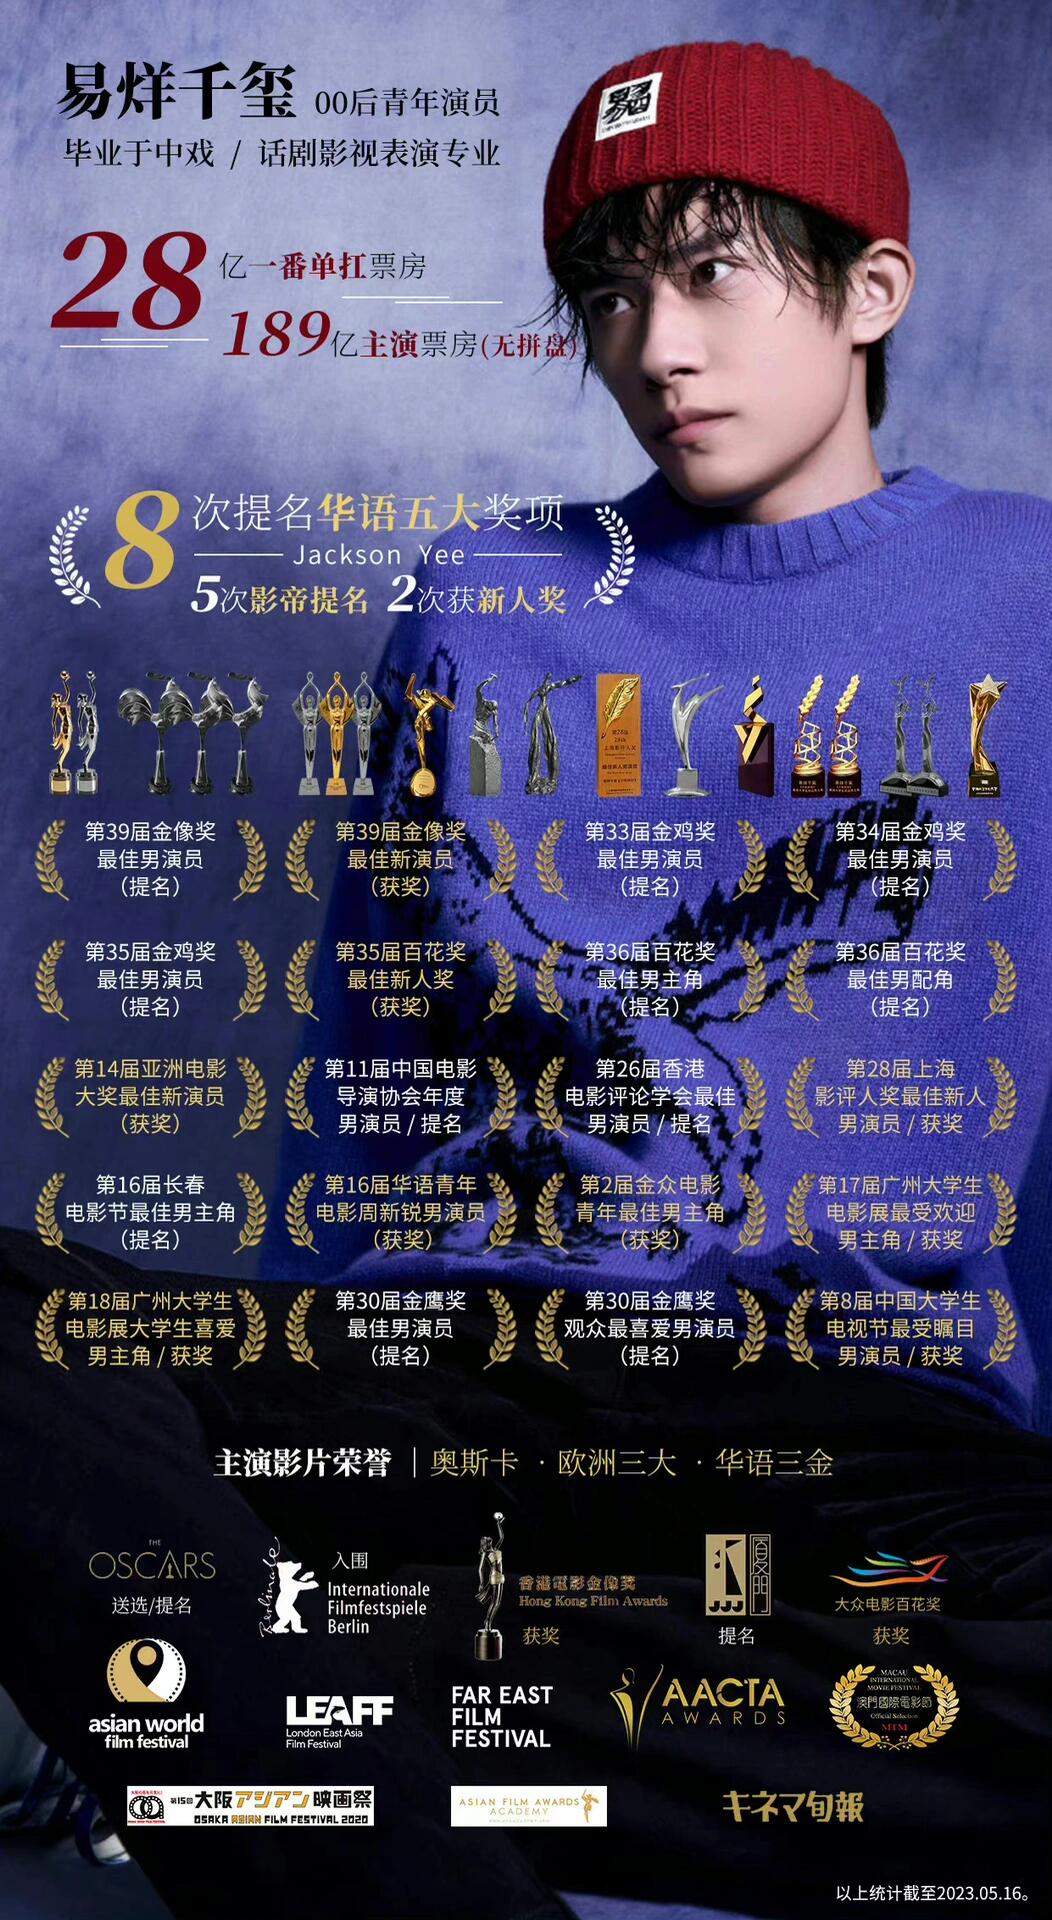 易烊千玺 00后青年演员
毕业于中戏 / 话剧影视表演专业
28亿一番单扛票房
189亿主演票房(无拼盘)
8次提名华语五大奖项
Jackson Yee
5次影帝提名 2次获新人奖
第39届金像奖
最佳男演员
（提名）
第39届金像奖
最佳新演员
（获奖）
第33届金鸡奖
最佳男演员
（提名）
第34届金鸡奖
最佳男演员
（提名）
第35届金鸡奖
最佳男演员
（提名）
第35届百花奖
最佳新人奖
（获奖）
第36届百花奖
最佳男主角
（提名）
第36届百花奖
最佳男配角
（提名）
第14届亚洲电影
大奖最佳新演员
（获奖）
第11届中国电影
导演协会年度
男演员 / 提名
第26届香港
电影评论学会最佳
男演员 / 提名
第28届上海
影评人奖最佳新人
男演员 / 获奖
第16届长春
电影节最佳男主角
（提名）
第16届华语青年
电影周新锐男演员
（获奖）
第2届金众电影
青年最佳男主角
（获奖）
第17届广州大学生
电影展最受欢迎
男主角 / 获奖
第18届广州大学生
电影展大学生喜爱
男主角 / 获奖
第30届金鹰奖
最佳男演员
（提名）
第30届金鹰奖
观众最喜爱男演员
（提名）
第8届中国大学生
电视节最受瞩目
男演员 / 获奖
主演影片荣誉 | 奥斯卡 · 欧洲三大 · 华语三金
THE
OSCARS
送选/提名
Berlinale
入围
Internationale
Filmfestspiele
Berlin
香港電影金像獎
Hong Kong Film Awards
获奖
厦門
提名
大众电影百花奖
获奖
asian world
film festival
LEAFF
London East Asia
Film Festival
FAR EAST
FILM
FESTIVAL
AACTA
AWARDS
MACAU
INTERNATIONAL
MOVIE FESTIVAL
澳門國際電影節
Official Selection
MTM
第15回大阪アジアン映画祭
OSAKA ASIAN FILM FESTIVAL 2020
ASIAN FILM AWARDS
ACADEMY
キネマ旬報
以上统计截至2023.05.16。